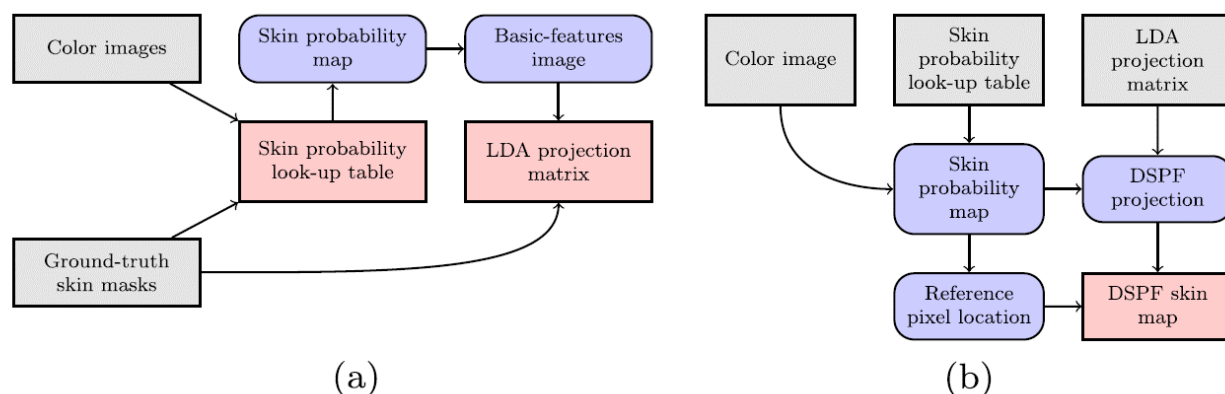 Color images
Skin probability
map
Basic-features
image
Skin probability
look-up table
LDA projection
matrix
Ground-truth
skin masks
(a)
Color image
Skin
probability
look-up table
LDA
projection
matrix
Skin
probability
map
DSPF
projection
Reference
pixel location
DSPF skin
map
(b)